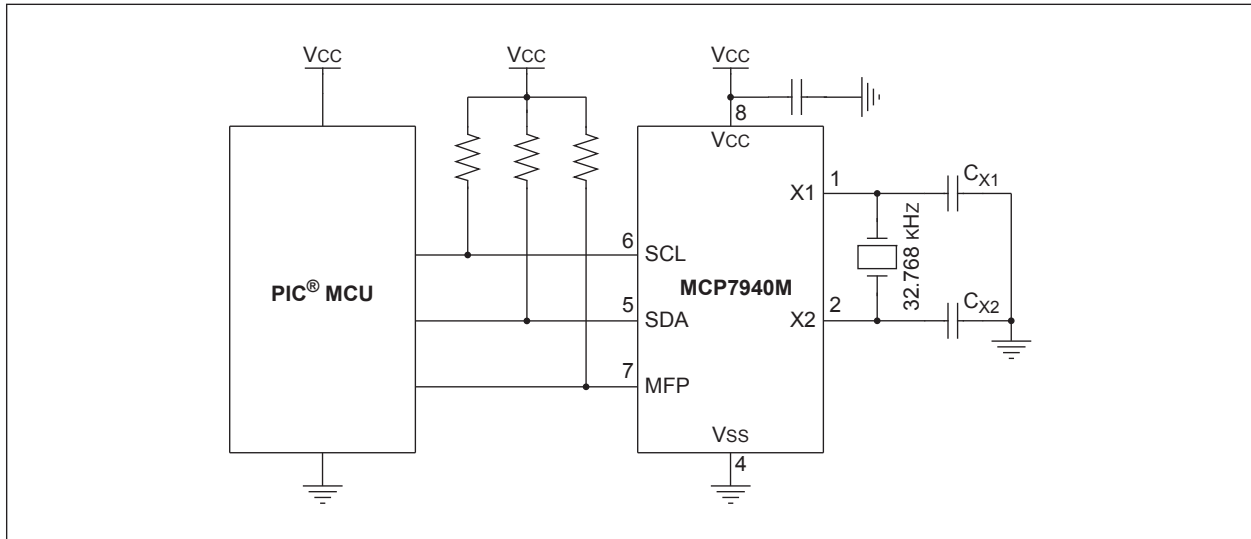 VCC
VCC
VCC
8
VCC
X1
1
CX1
6
SCL
32.768 KHZ
PIC® MCU
MCP7940M
5
SDA
X2
2
CX2
7
MFP
VSS
4